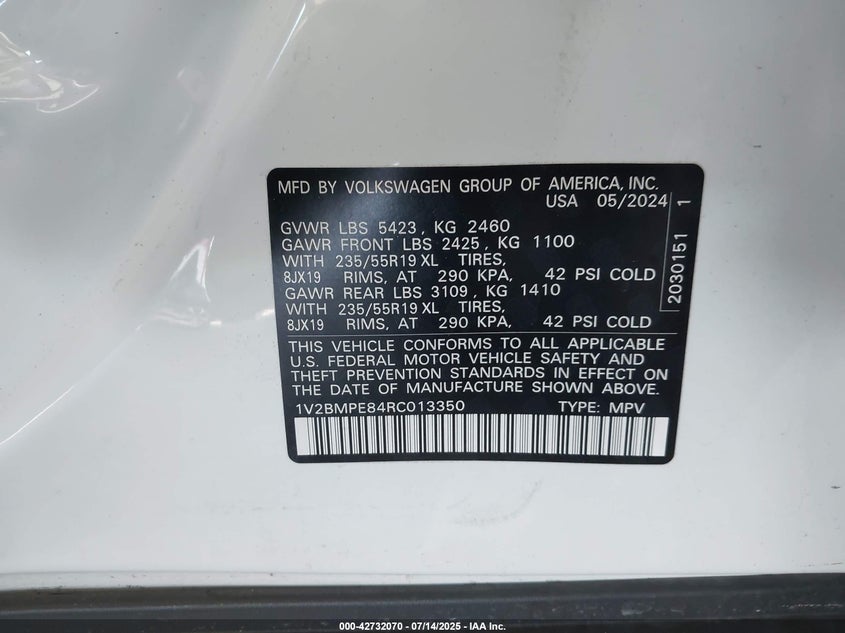 MFD BY VOLKSWAGEN GROUP OF AMERICA, INC.
USA 05/2024
GVWR LBS 5423, KG 2460
GAWR FRONT LBS 2425, KG 1100
WITH 235/55R19 XL TIRES,
8JX19 RIMS, AT 290 KPA, 42 PSI COLD
GAWR REAR LBS 3109, KG 1410
WITH 235/55R19 XL TIRES,
8JX19 RIMS, AT 290 KPA, 42 PSI COLD
2030151 1
THIS VEHICLE CONFORMS TO ALL APPLICABLE
U.S. FEDERAL MOTOR VEHICLE SAFETY AND
THEFT PREVENTION STANDARDS IN EFFECT ON
THE DATE OF MANUFACTURE SHOWN ABOVE.
1V2BMPE84RC013350 TYPE: MPV
000-42732070 - 07/14/2025 - IAA Inc.